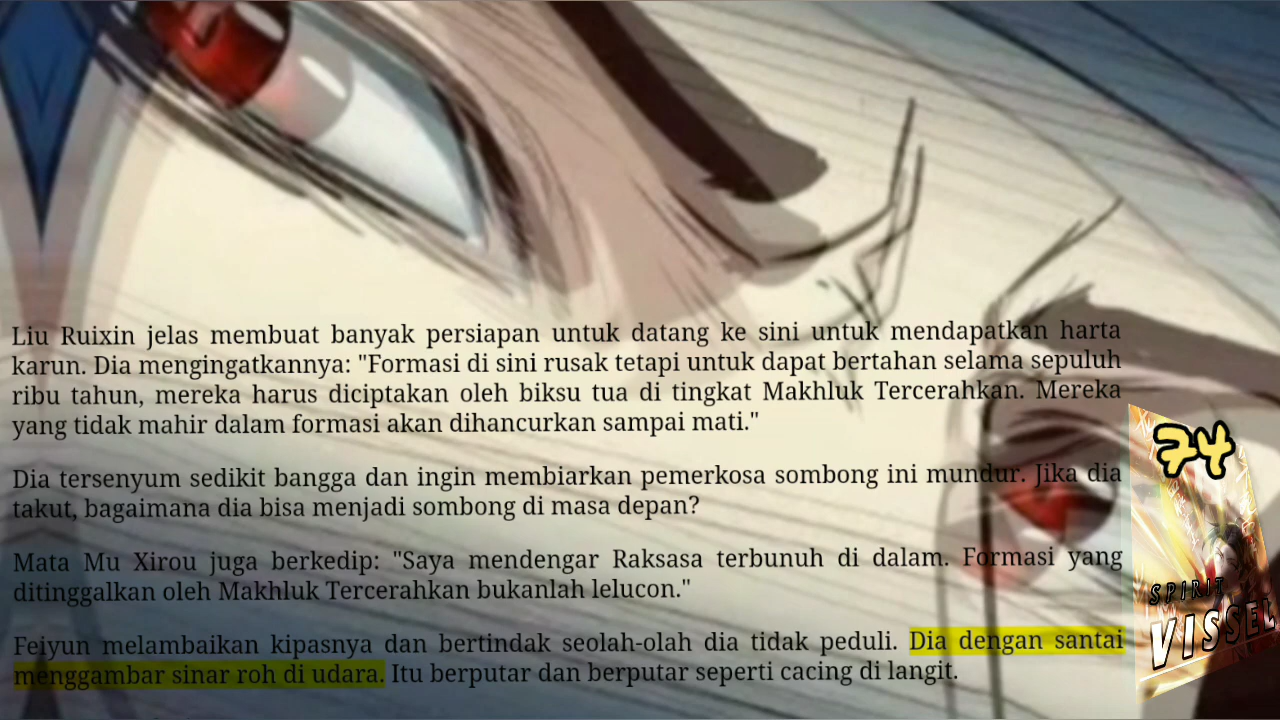 Liu Ruixin jelas membuat banyak persiapan untuk datang ke sini untuk mendapatkan harta
karun. Dia mengingatkannya: "Formasi di sini rusak tetapi untuk dapat bertahan selama sepuluh
ribu tahun, mereka harus diciptakan oleh biksu tua di tingkat Makhluk Tercerahkan. Mereka
yang tidak mahir dalam formasi akan dihancurkan sampai mati."
Dia tersenyum sedikit bangga dan ingin membiarkan pemerkosa sombong ini mundur. Jika dia
takut, bagaimana dia bisa menjadi sombong di masa depan?
Mata Mu Xirou juga berkedip: "Saya mendengar Raksasa terbunuh di dalam. Formasi yang
ditinggalkan oleh Makhluk Tercerahkan bukanlah lelucon."
Feiyun melambaikan kipasnya dan bertindak seolah-olah dia tidak peduli. Dia dengan santai
menggambar sinar roh di udara. Itu berputar dan berputar seperti cacing di langit.
74
SPIRIT
VISSEL